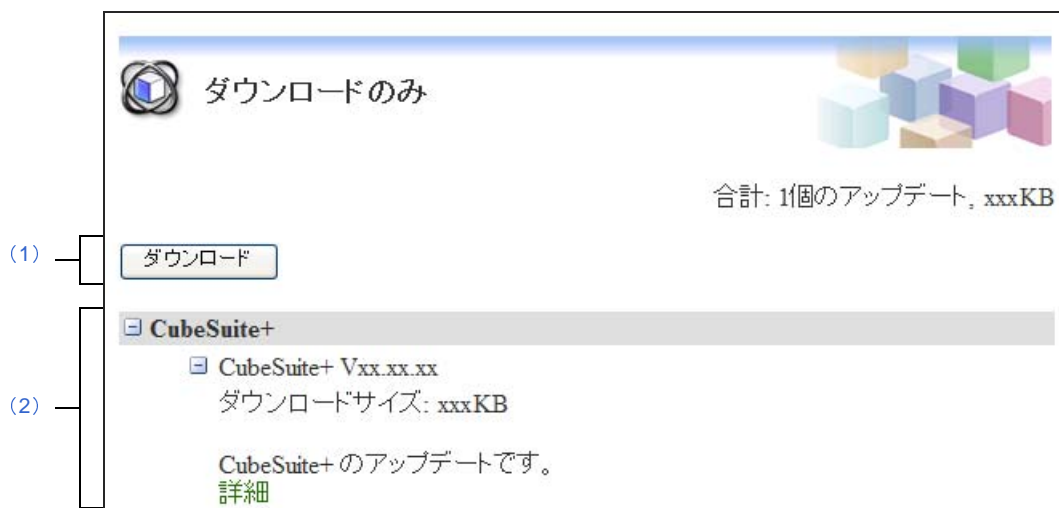 ダウンロードのみ
合計: 1個のアップデート, xxxKB
(1)
ダウンロード
CubeSuite+
CubeSuite+ Vxx.xx.xx
(2)
ダウンロードサイズ: xxxKB
CubeSuite+ のアップデートです。
詳細